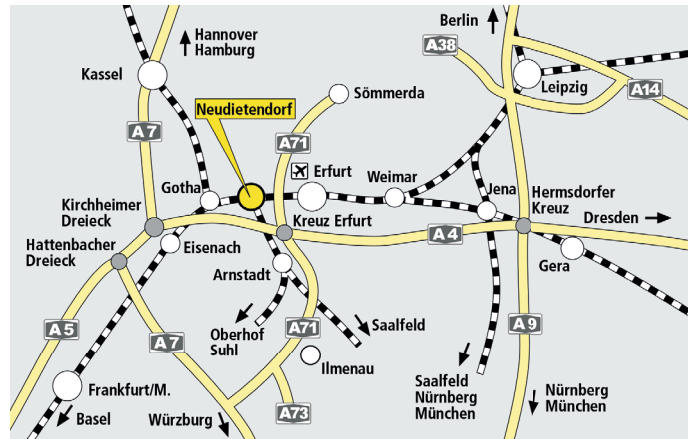 Hannover
Hamburg
Berlin
A38
Kassel
Leipzig
A14
Neudietendorf
Sömmerda
A7
A71
Erfurt
Weimar
Gotha
Jena
Hermsdorfer
Kreuz
Kirchheimer
Dreieck
Kreuz Erfurt
Dresden
A4
Hattenbacher
Dreieck
Eisenach
Gera
Arnstadt
A5
A7
A71
A9
Oberhof
Suhl
Saalfeld
Ilmenau
Frankfurt/M.
Saalfeld
Nürnberg
München
Nürnberg
München
Basel
Würzburg
A73